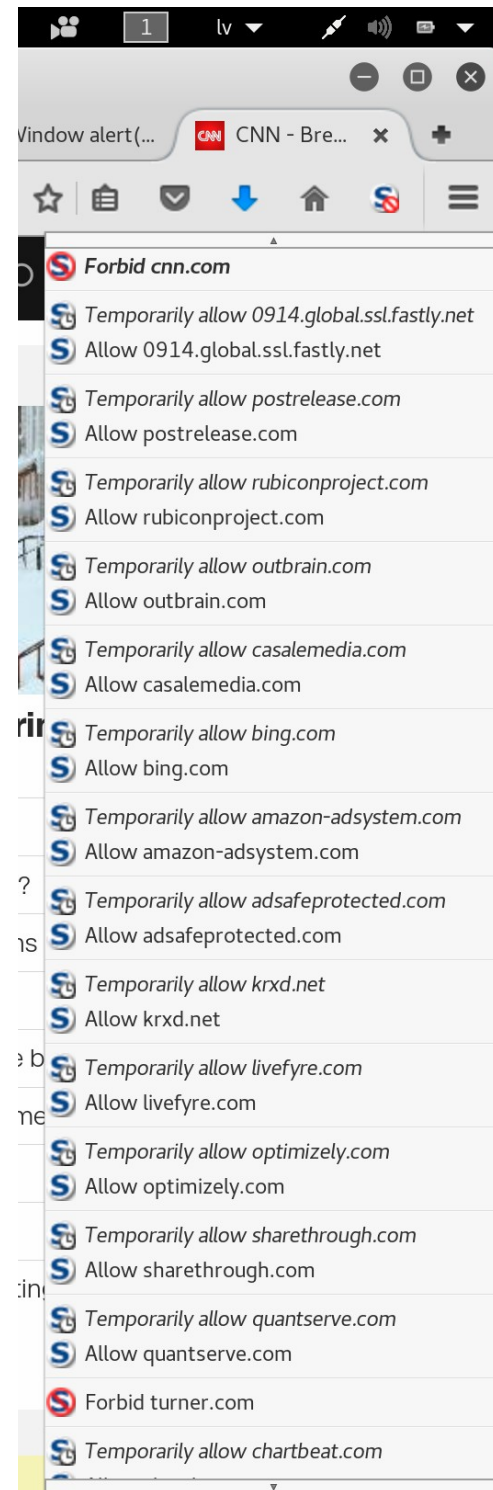 1
lv
Window alert(...
CNN
CNN - Bre...
Forbid cnn.com
Temporarily allow 0914.global.ssl.fastly.net
Allow 0914.global.ssl.fastly.net
Temporarily allow postrelease.com
Allow postrelease.com
Temporarily allow rubiconproject.com
Allow rubiconproject.com
Temporarily allow outbrain.com
Allow outbrain.com
Temporarily allow casalemedia.com
Allow casalemedia.com
Temporarily allow bing.com
Allow bing.com
Temporarily allow amazon-adsystem.com
Allow amazon-adsystem.com
?
Temporarily allow adsafeprotected.com
Allow adsafeprotected.com
Temporarily allow krxd.net
Allow krxd.net
Temporarily allow livefyre.com
Allow livefyre.com
Temporarily allow optimizely.com
Allow optimizely.com
Temporarily allow sharethrough.com
Allow sharethrough.com
Temporarily allow quantserve.com
Allow quantserve.com
Forbid turner.com
Temporarily allow chartbeat.com